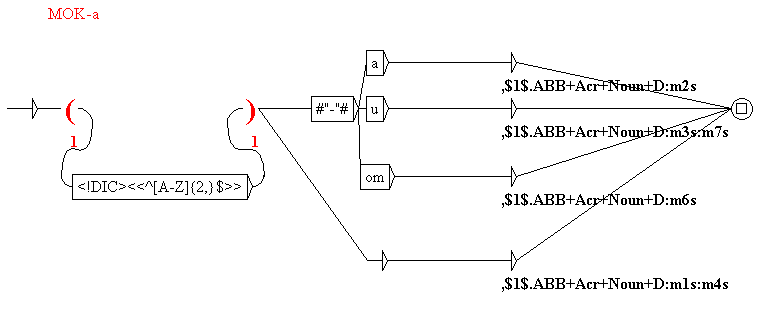 MOK-a
a
,$1$.ABB+Acr+Noun+D:m2s
( ) #"-"# u
1 1 ,$1$.ABB+Acr+Noun+D:m3s:m7s
<!DIC><<^[A-Z]{2,}$>> om
,$1$.ABB+Acr+Noun+D:m6s
,$1$.ABB+Acr+Noun+D:m1s:m4s